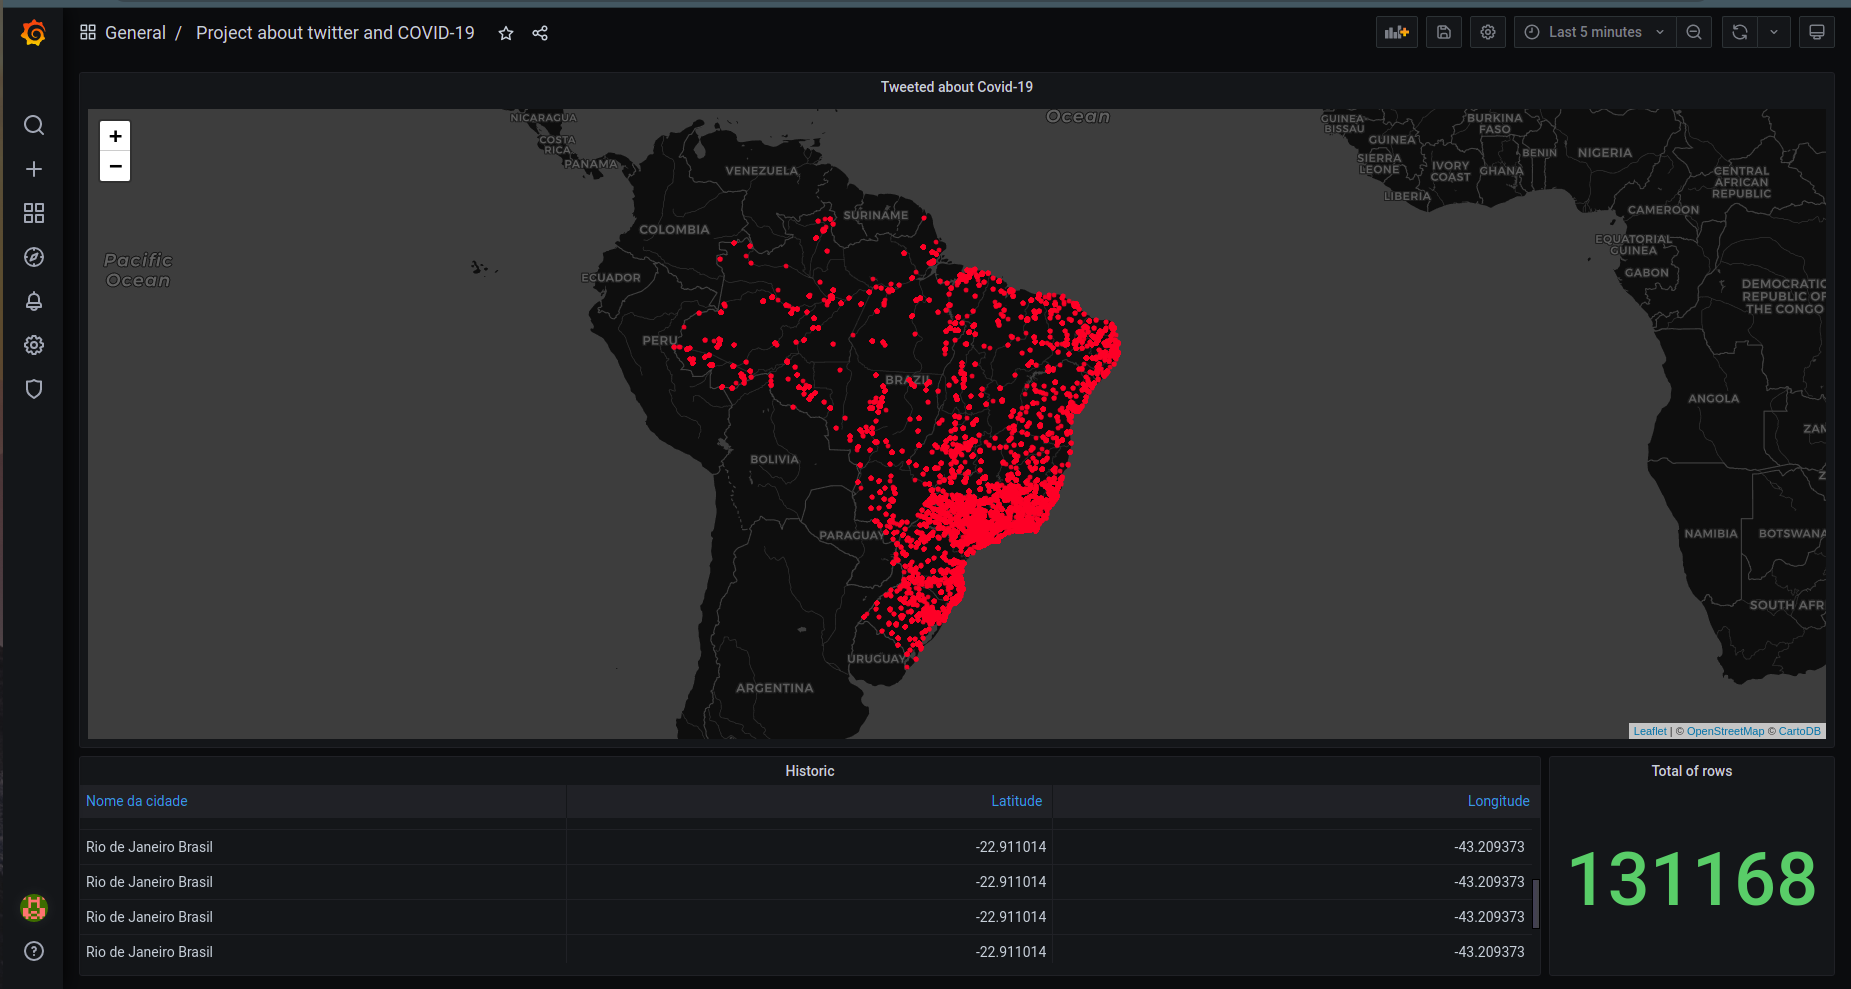 General / Project about twitter and COVID-19
Last 5 minutes
Tweeted about Covid-19
+
−
NICARAGUA
COSTA
RICA
PANAMA
VENEZUELA
SURINAME
COLOMBIA
ECUADOR
PERU
BRAZIL
BOLIVIA
PARAGUAY
URUGUAY
ARGENTINA
Pacific
Ocean
Ocean
GUINEA
BISSAU
GUINEA
SIERRA
LEONE
LIBERIA
IVORY
COAST
BURKINA
FASO
GHANA
BENIN
NIGERIA
CENTRAL
AFRICAN
REPUBLIC
CAMEROON
EQUATORIAL
GUINEA
GABON
DEMOCRATIC
REPUBLIC OF
THE CONGO
ANGOLA
ZAM
Z
NAMIBIA
BOTSWANA
SOUTH AFR
Leaflet | © OpenStreetMap © CartoDB
Historic
Nome da cidade Latitude Longitude
Rio de Janeiro Brasil -22.911014 -43.209373
Rio de Janeiro Brasil -22.911014 -43.209373
Rio de Janeiro Brasil -22.911014 -43.209373
Rio de Janeiro Brasil -22.911014 -43.209373
Total of rows
131168